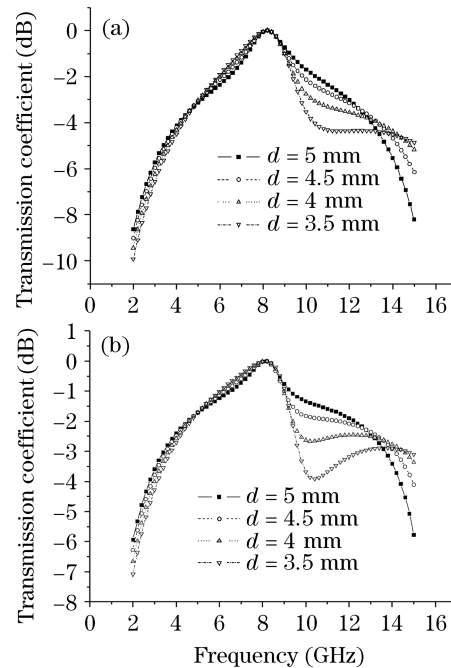 (a)
Transmission coefficient (dB)
0
−2
−4
−6
−8
−10
d = 5 mm
d = 4.5 mm
d = 4 mm
d = 3.5 mm
0 2 4 6 8 10 12 14 16
(b)
Transmission coefficient (dB)
1
0
−1
−2
−3
−4
−5
−6
−7
−8
d = 5 mm
d = 4.5 mm
d = 4 mm
d = 3.5 mm
0 2 4 6 8 10 12 14 16
Frequency (GHz)